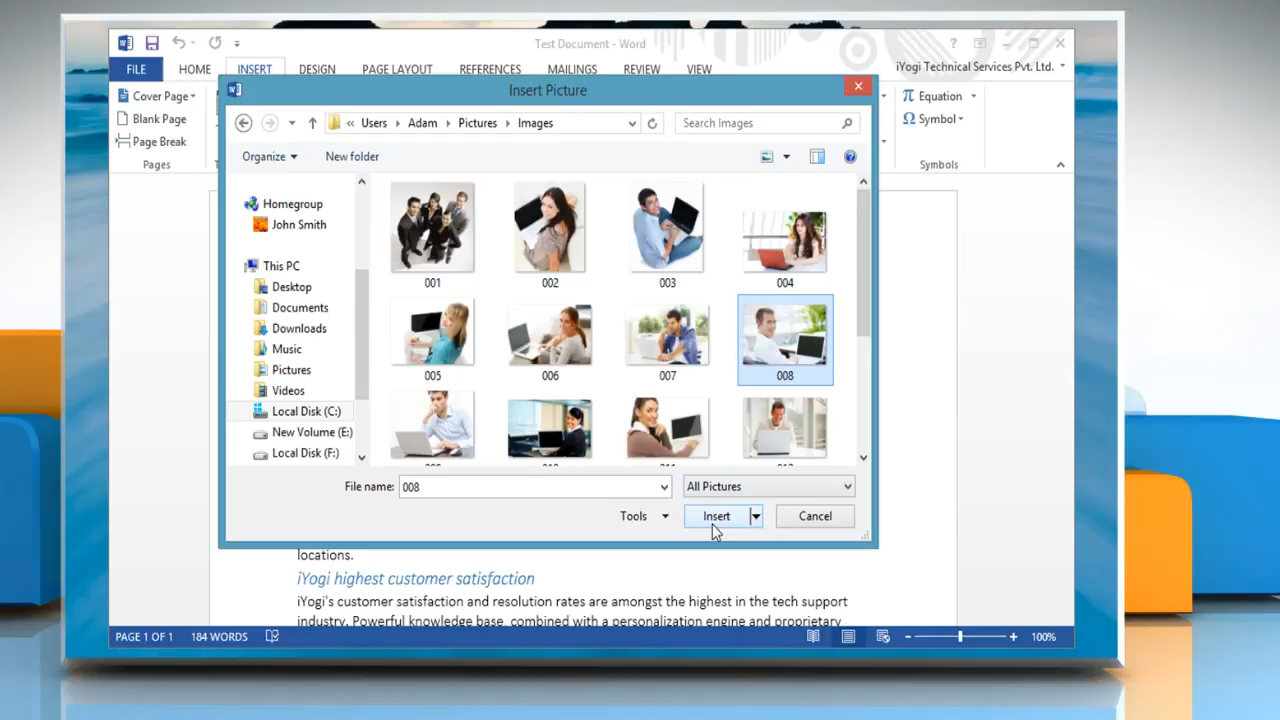 Test Document - Word
?
FILE
HOME
INSERT
DESIGN
PAGE LAYOUT
REFERENCES
MAILINGS
REVIEW
VIEW
iYogi Technical Services Pvt. Ltd.
Cover Page
Blank Page
Page Break
Pages
π Equation
Ω Symbol
Symbols
Insert Picture
« Users
Adam
Pictures
Images
Search Images
Organize
New folder
Homegroup
John Smith
This PC
Desktop
Documents
Downloads
Music
Pictures
Videos
Local Disk (C:)
New Volume (E:)
Local Disk (F:)
001
002
003
004
005
006
007
008
File name:
008
All Pictures
Tools
Insert
Cancel
locations.
iYogi highest customer satisfaction
iYogi's customer satisfaction and resolution rates are amongst the highest in the tech support
industry. Powerful knowledge base, combined with a personalization engine and proprietary
PAGE 1 OF 1
184 WORDS
100%